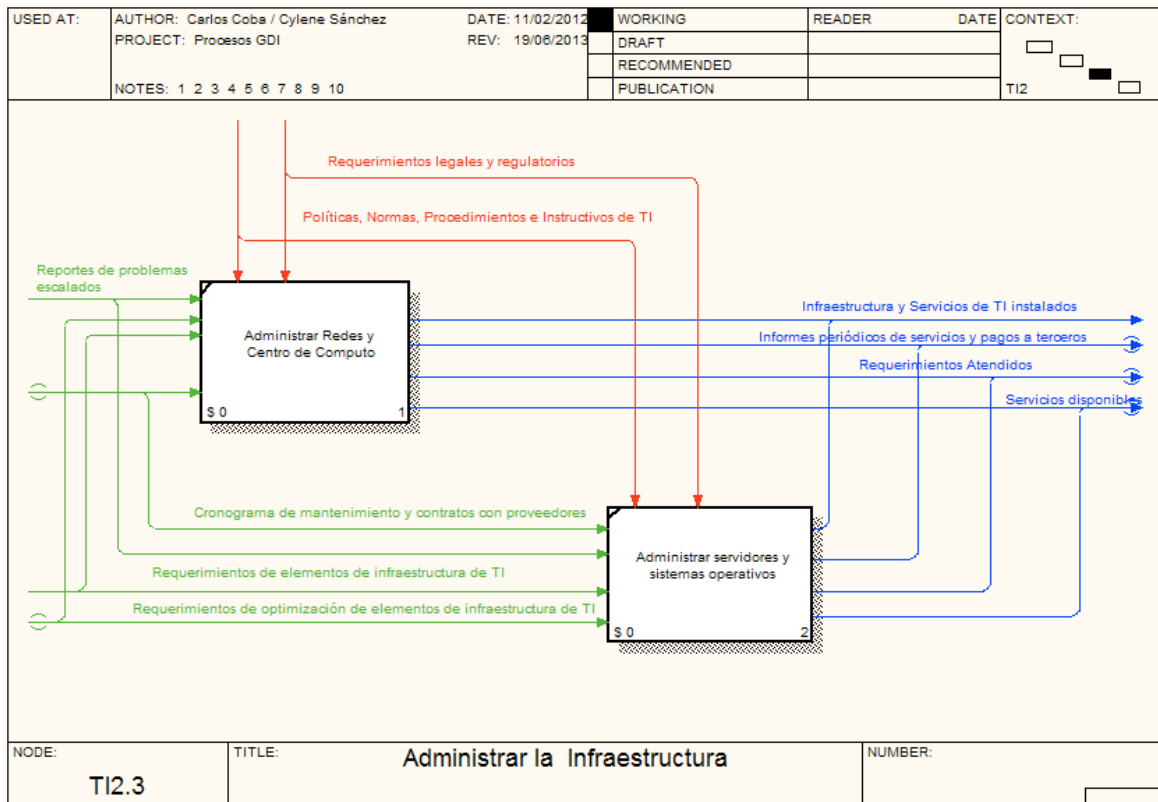 USED AT:
AUTHOR: Carlos Coba / Cylene Sánchez
DATE: 11/02/2012
PROJECT: Procesos GDI
REV: 19/06/2013
NOTES: 1 2 3 4 5 6 7 8 9 10
WORKING
DRAFT
RECOMMENDED
PUBLICATION
READER
DATE
CONTEXT:
TI2
Requerimientos legales y regulatorios
Políticas, Normas, Procedimientos e Instructivos de TI
Reportes de problemas
escalados
Administrar Redes y
Centro de Computo
$ 0
1
Infraestructura y Servicios de TI instalados
Informes periódicos de servicios y pagos a terceros
Requerimientos Atendidos
Servicios disponibles
Cronograma de mantenimiento y contratos con proveedores
Requerimientos de elementos de infraestructura de TI
Requerimientos de optimización de elementos de infraestructura de TI
Administrar servidores y
sistemas operativos
$ 0
2
NODE:
TI2.3
TITLE:
Administrar la Infraestructura
NUMBER: